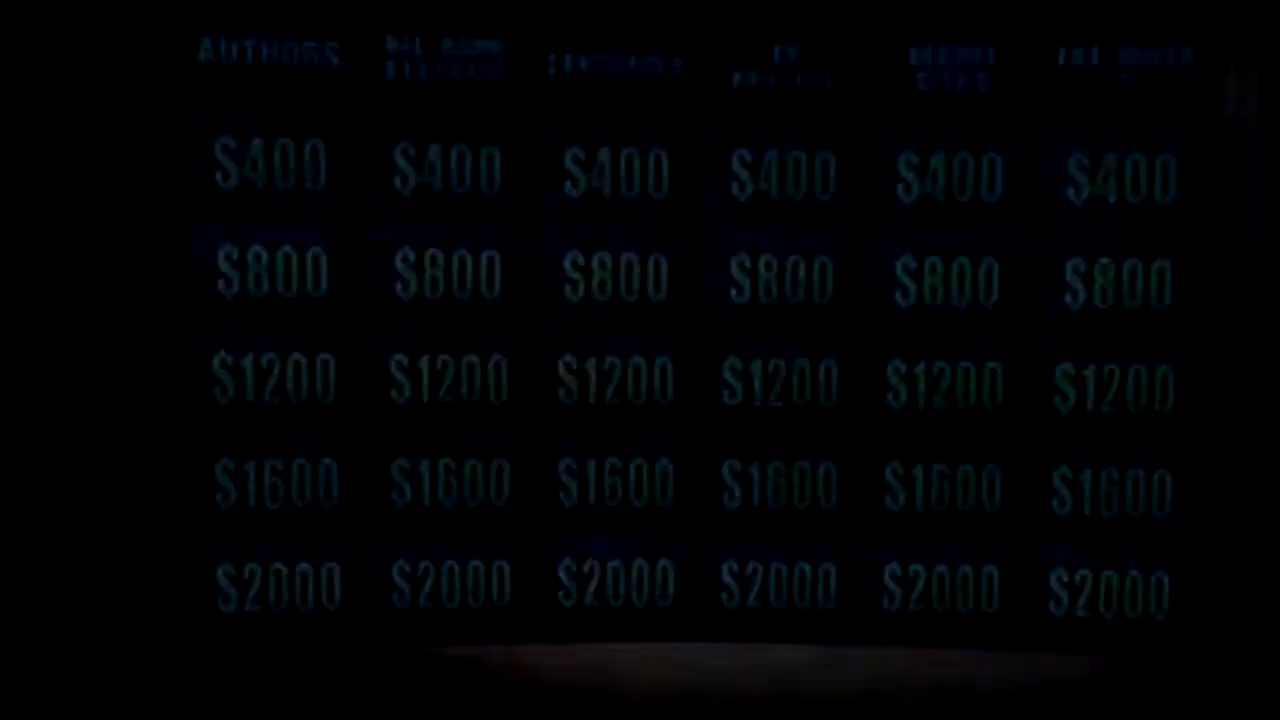 AUTHORS
$400 $400 $400 $400 $400 $400
$800 $800 $800 $800 $800 $800
$1200 $1200 $1200 $1200 $1200 $1200
$1600 $1600 $1600 $1600 $1600 $1600
$2000 $2000 $2000 $2000 $2000 $2000